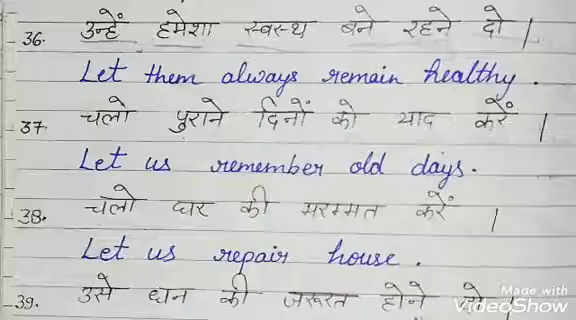 36. उन्हें हमेशा स्वस्थ बने रहने दो |
Let them always remain healthy.
37 चलो पुराने दिनों को याद करें |
Let us remember old days.
38. चलो घर की मरम्मत करें |
Let us repair house.
39. उसे धन की जरूरत होने
Made with
VideoShow